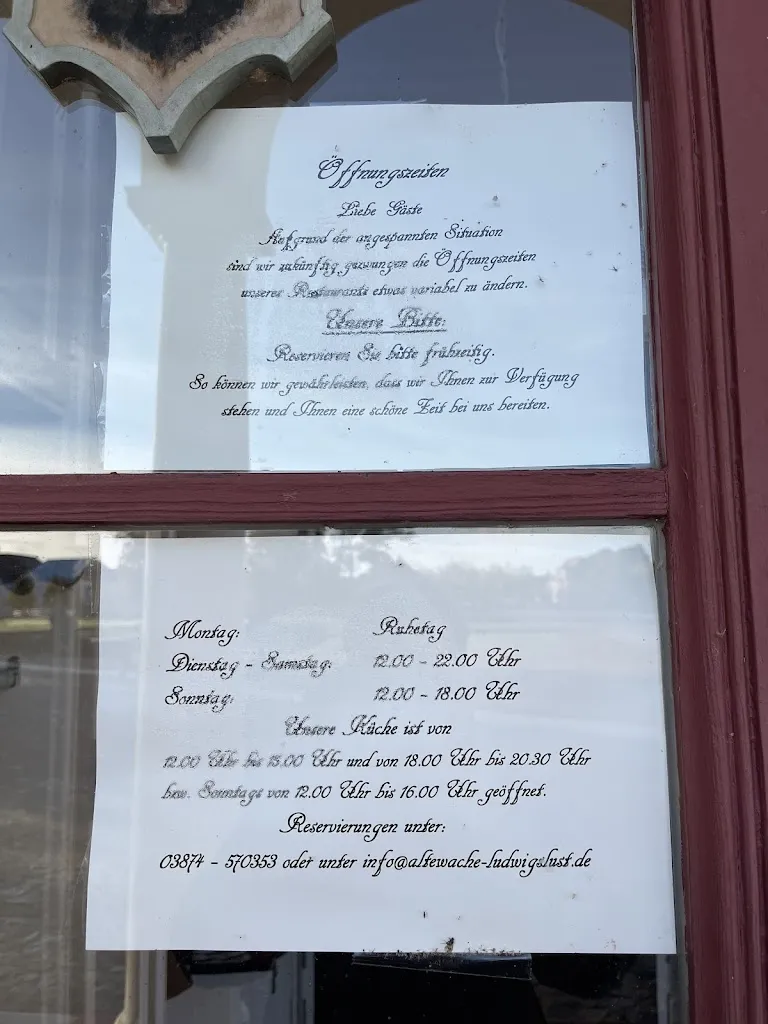 Öffnungszeiten
Liebe Gäste
Aufgrund der angespannten Situation
sind wir zukünftig gezwungen die Öffnungszeiten
unseres Restaurants etwas variabel zu ändern.
Unsere Bitte:
Reservieren Sie bitte frühzeitig.
So können wir gewährleisten, dass wir Ihnen zur Verfügung
stehen und Ihnen eine schöne Zeit bei uns bereiten.
Montag: Ruhetag
Dienstag - Samstag: 12.00 - 22.00 Uhr
Sonntag: 12.00 - 18.00 Uhr
Unsere Küche ist von
12.00 Uhr bis 15.00 Uhr und von 18.00 Uhr bis 20.30 Uhr
bzw. Sonntags von 12.00 Uhr bis 16.00 Uhr geöffnet.
Reservierungen unter:
03874 - 570353 oder unter info@altewache-ludwigslust.de